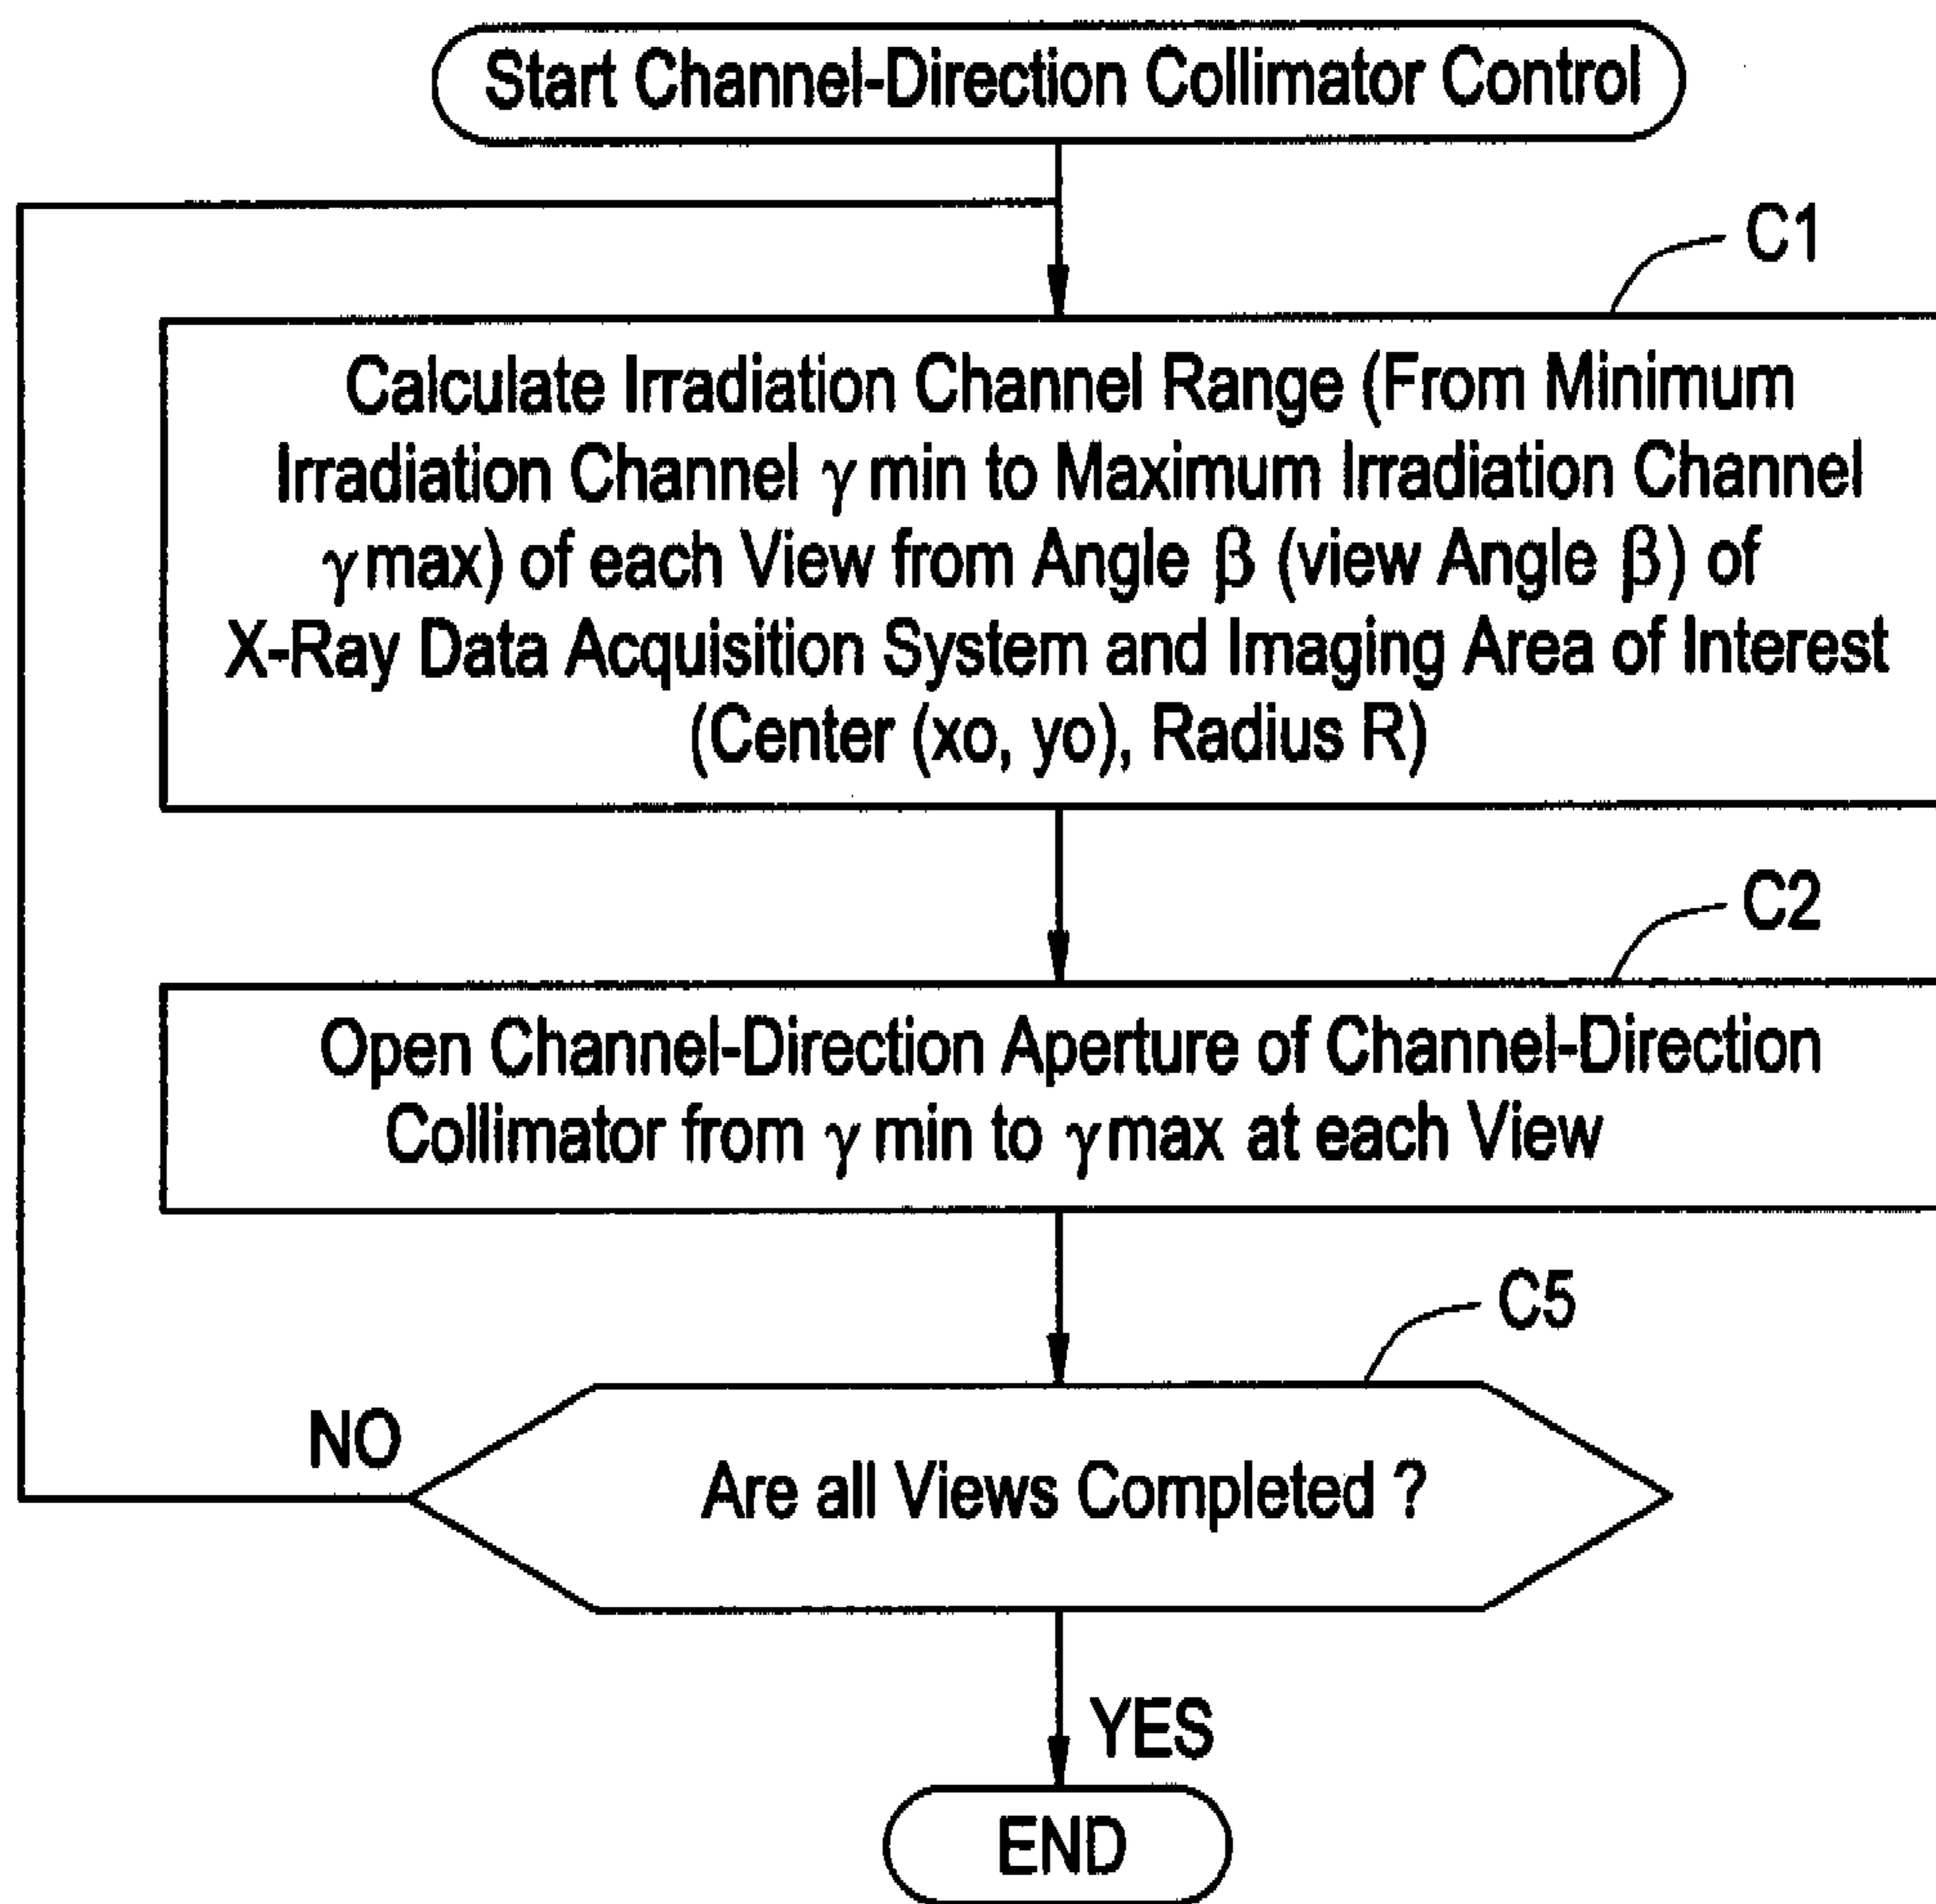 Start Channel-Direction Collimator Control
C1
Calculate Irradiation Channel Range (From Minimum
Irradiation Channel γ min to Maximum Irradiation Channel
γ max) of each View from Angle β (view Angle β) of
X-Ray Data Acquisition System and Imaging Area of Interest
(Center (xo, yo), Radius R)
C2
Open Channel-Direction Aperture of Channel-Direction
Collimator from γ min to γ max at each View
C5
NO
Are all Views Completed ?
YES
END